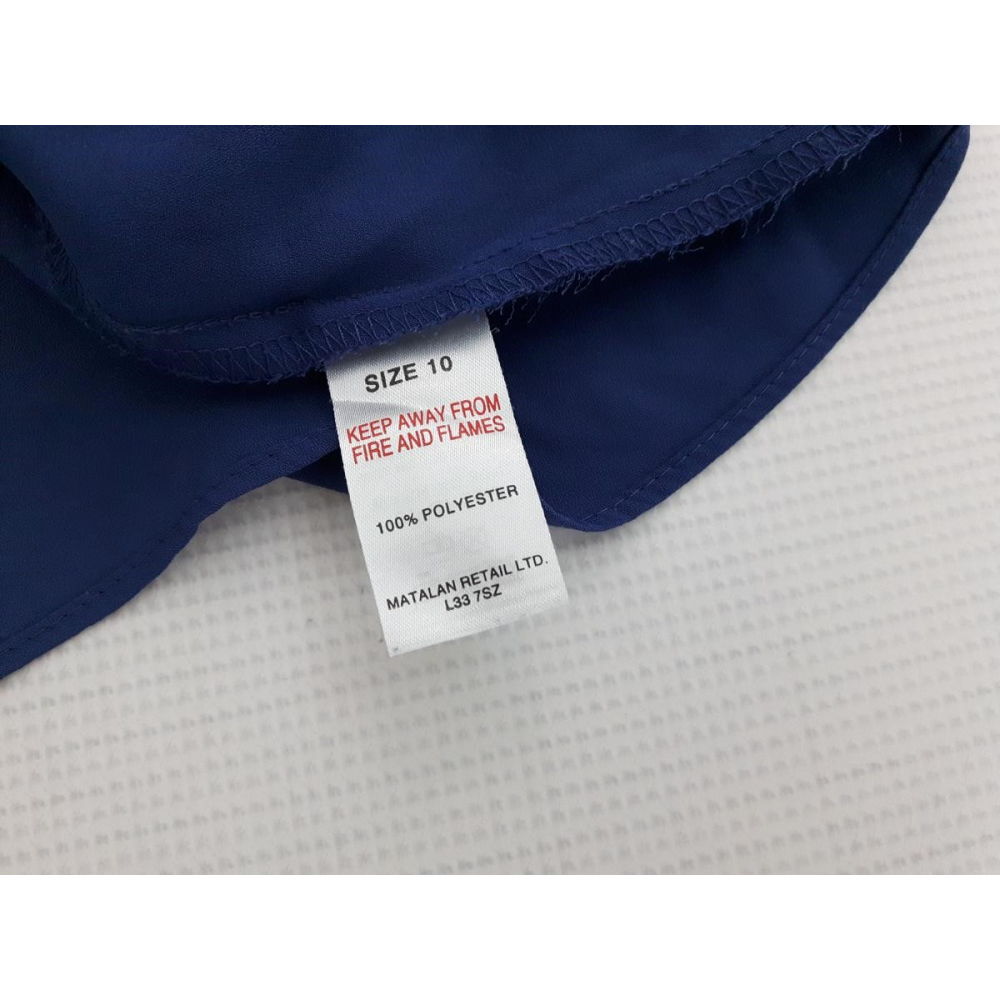 SIZE 10
KEEP AWAY FROM
FIRE AND FLAMES
100% POLYESTER
MATALAN RETAIL LTD.
L33 7SZ